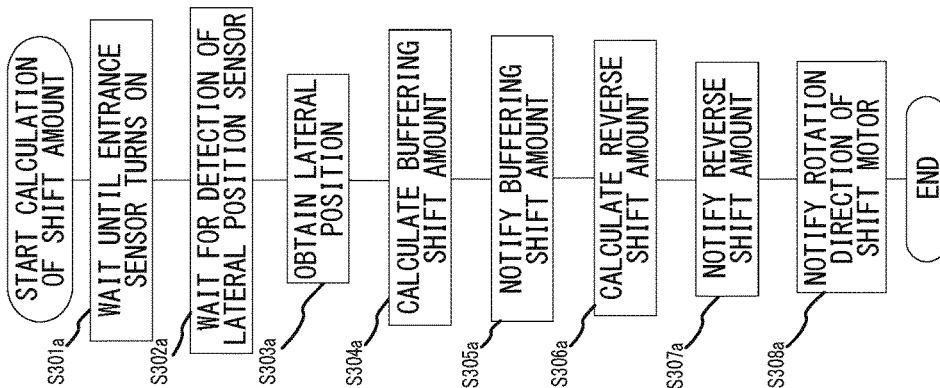 START CALCULATION
OF SHIFT AMOUNT
S301a
WAIT UNTIL ENTRANCE
SENSOR TURNS ON
S302a
WAIT FOR DETECTION OF
LATERAL POSITION SENSOR
S303a
OBTAIN LATERAL
POSITION
S304a
CALCULATE BUFFERING
SHIFT AMOUNT
S305a
NOTIFY BUFFERING
SHIFT AMOUNT
S306a
CALCULATE REVERSE
SHIFT AMOUNT
S307a
NOTIFY REVERSE
SHIFT AMOUNT
S308a
NOTIFY ROTATION
DIRECTION OF
SHIFT MOTOR
END